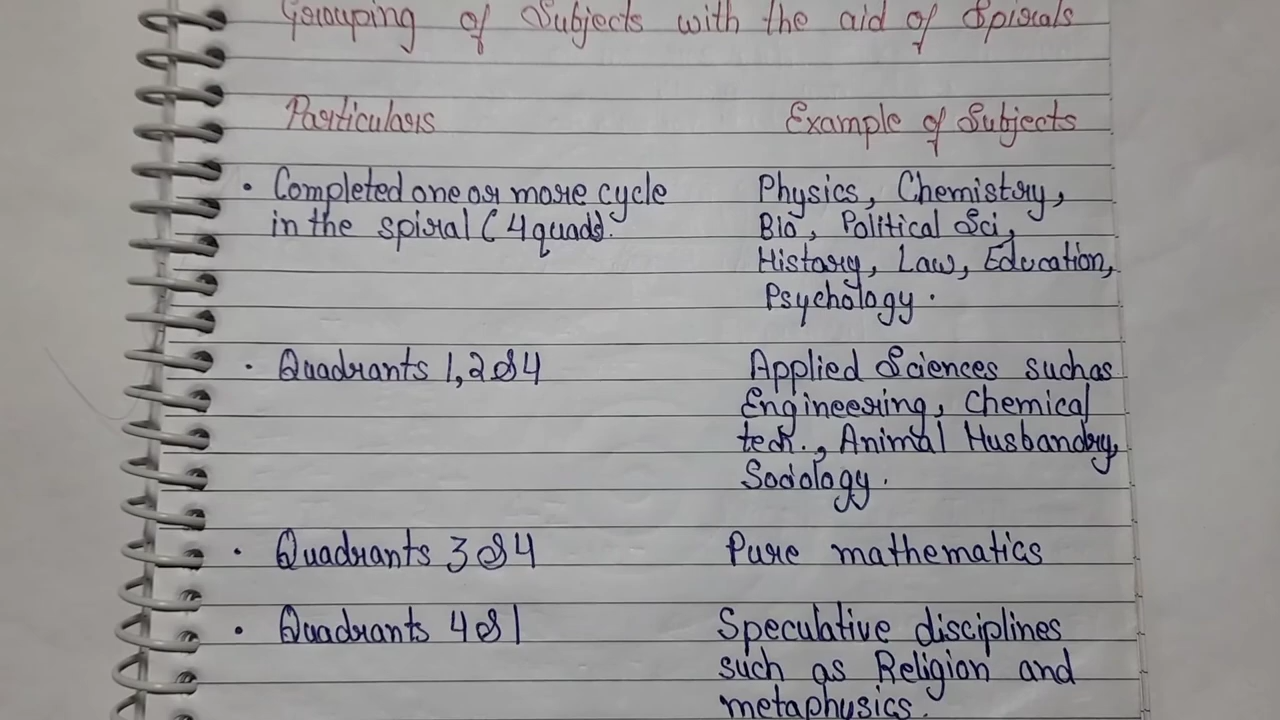 Grouping of Subjects with the aid of Spirals
Particulars Example of Subjects
• Completed one or more cycle Physics, Chemistry,
in the spiral (4 quads). Bio, Political Sci,
History, Law, Education,
Psychology.
• Quadrants 1, 2 & 4 Applied Sciences such as
Engineering, Chemical
tech., Animal Husbandry,
Sociology.
• Quadrants 3 & 4 Pure mathematics
• Quadrants 4 & 1 Speculative disciplines
such as Religion and
metaphysics.